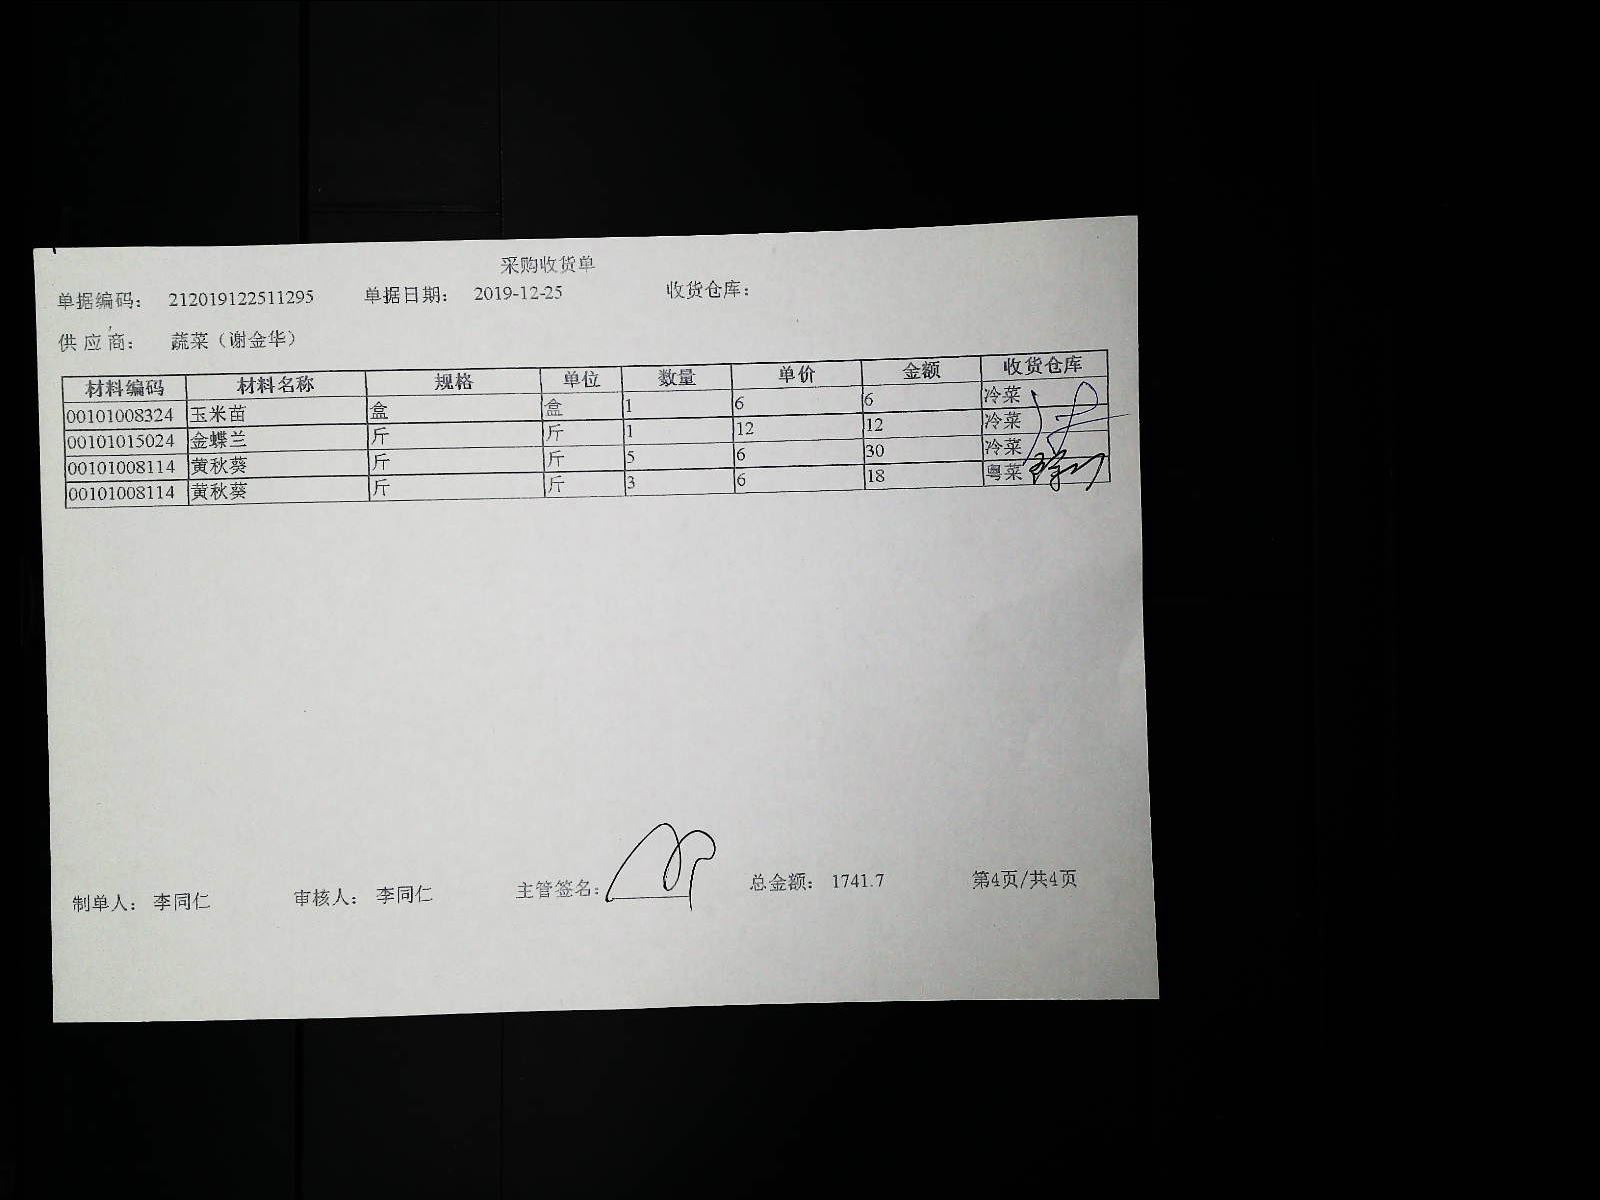 采购收货单
单据编码： 212019122511295 单据日期： 2019-12-25 收货仓库：
供 应 商： 蔬菜（谢金华）
材料编码 材料名称 规格 单位 数量 单价 金额 收货仓库
00101008324 玉米苗 盒 盒 1 6 6 冷菜
00101015024 金蝶兰 斤 斤 1 12 12 冷菜
00101008114 黄秋葵 斤 斤 5 6 30 冷菜
00101008114 黄秋葵 斤 斤 3 6 18 粤菜
制单人： 李同仁 审核人： 李同仁 主管签名： 总金额： 1741.7 第4页/共4页